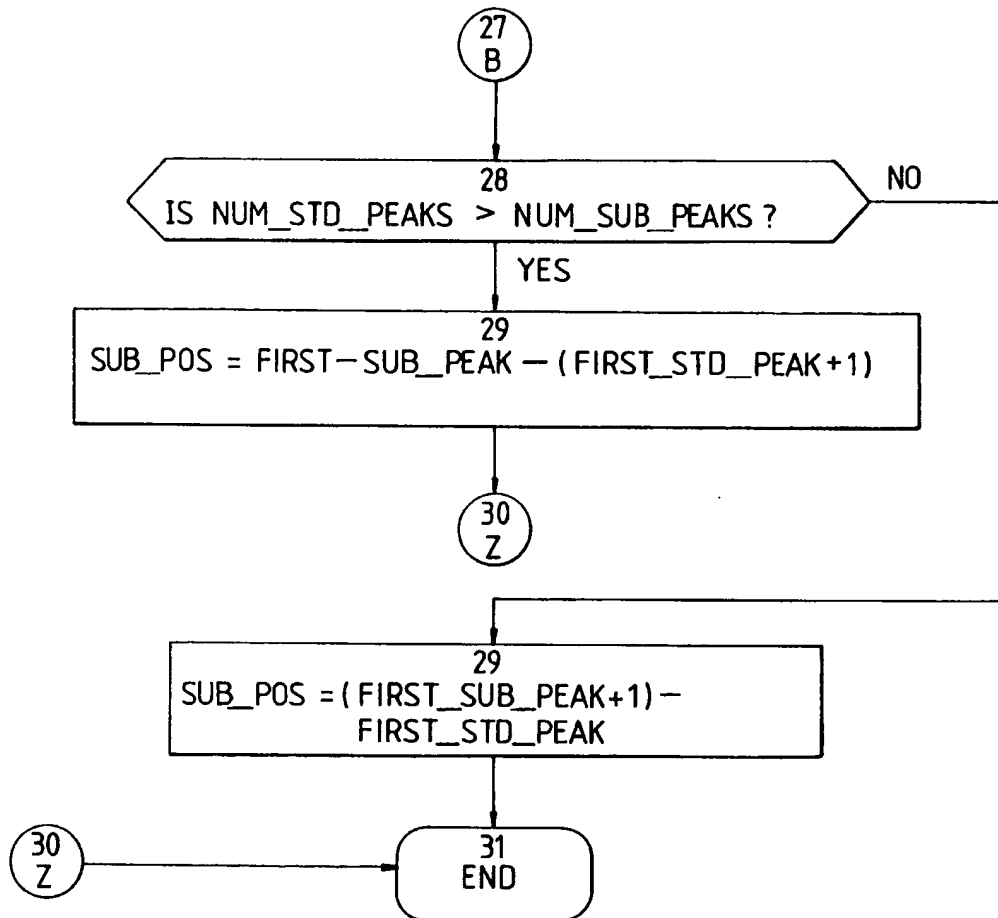 27
B
28
IS NUM_STD_PEAKS > NUM_SUB_PEAKS ?
NO
YES
29
SUB_POS = FIRST-SUB_PEAK - (FIRST_STD_PEAK+1)
30
Z
29
SUB_POS = (FIRST_SUB_PEAK+1) -
FIRST_STD_PEAK
30
Z
31
END